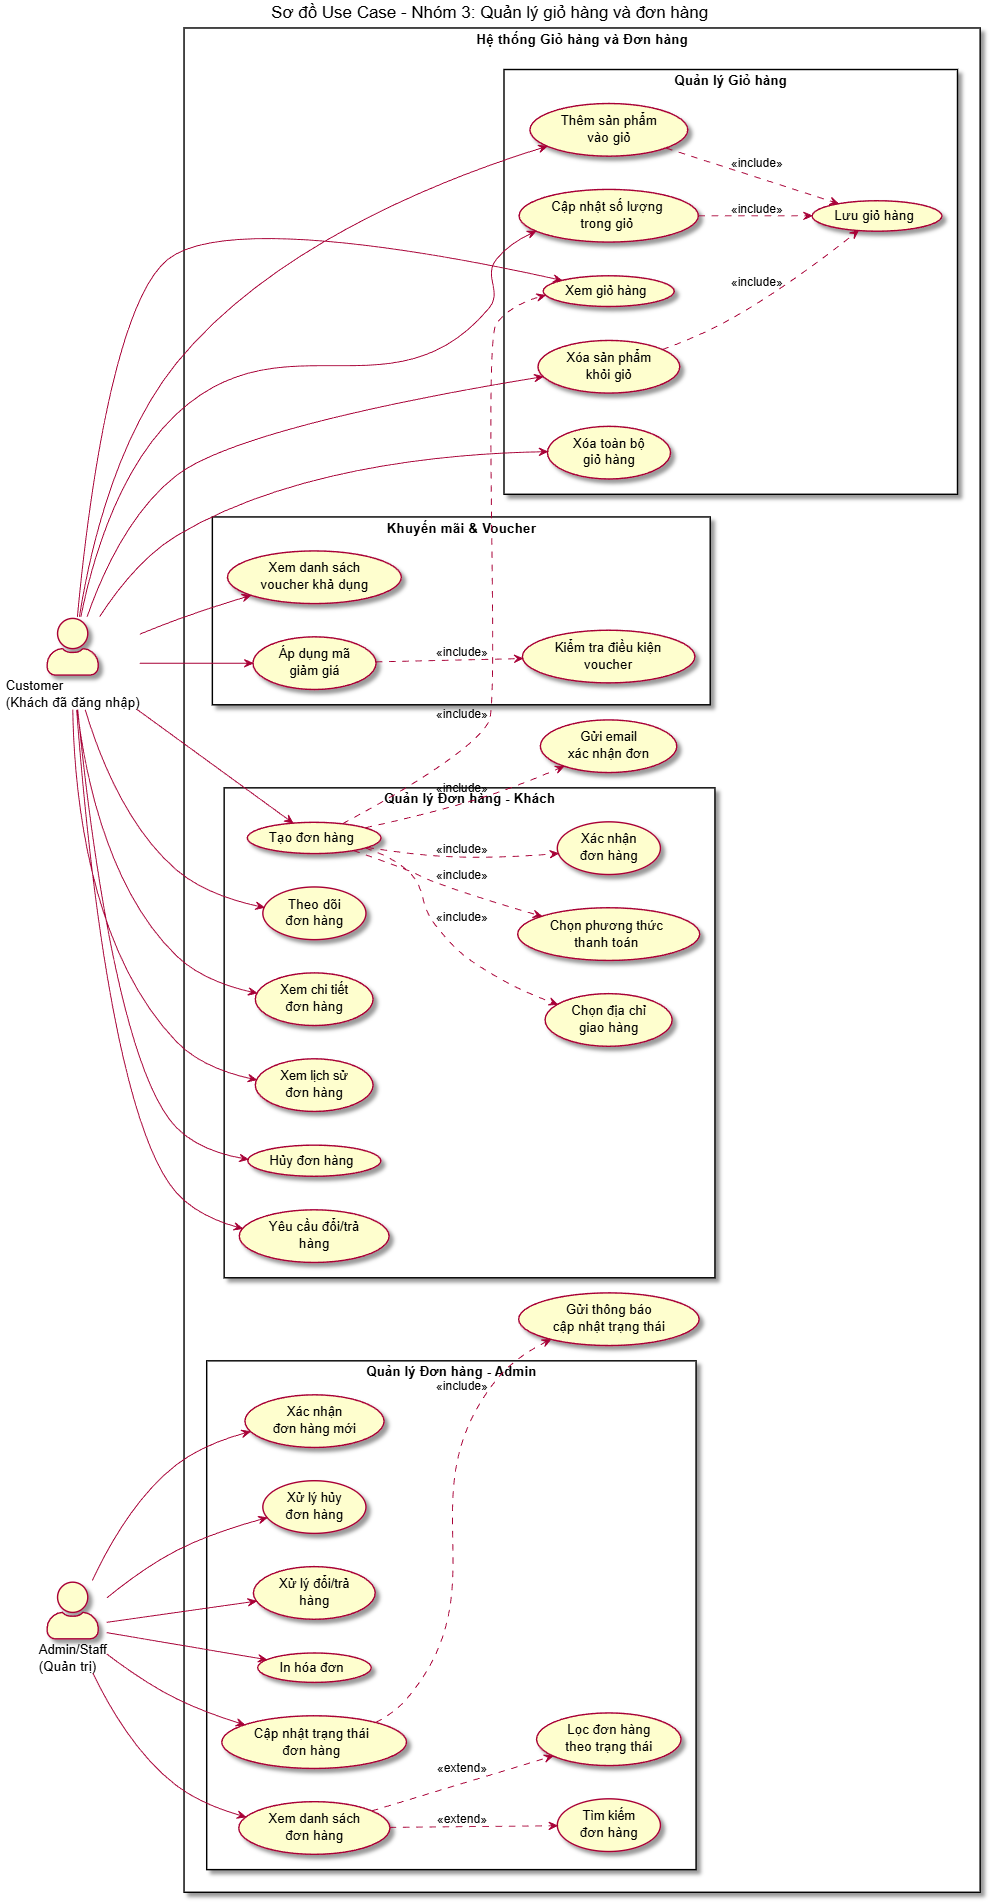 Sơ đồ Use Case - Nhóm 3: Quản lý giỏ hàng và đơn hàng
Hệ thống Giỏ hàng và Đơn hàng
Quản lý Giỏ hàng
Thêm sản phẩm
vào giỏ
«include»
Cập nhật số lượng
trong giỏ
«include»
Lưu giỏ hàng
Xem giỏ hàng
«include»
Xóa sản phẩm
khỏi giỏ
Xóa toàn bộ
giỏ hàng
Khuyến mãi & Voucher
Xem danh sách
voucher khả dụng
Áp dụng mã
giảm giá
«include»
Kiểm tra điều kiện
voucher
Customer
(Khách đã đăng nhập)
«include»
Gửi email
xác nhận đơn
«include»
Quản lý Đơn hàng - Khách
Tạo đơn hàng
«include»
Xác nhận
đơn hàng
«include»
Chọn phương thức
thanh toán
«include»
Theo dõi
đơn hàng
Xem chi tiết
đơn hàng
Chọn địa chỉ
giao hàng
Xem lịch sử
đơn hàng
Hủy đơn hàng
Yêu cầu đổi/trả
hàng
Gửi thông báo
cập nhật trạng thái
Quản lý Đơn hàng - Admin
«include»
Xác nhận
đơn hàng mới
Xử lý hủy
đơn hàng
Xử lý đổi/trả
hàng
Admin/Staff
(Quản trị)
In hóa đơn
Cập nhật trạng thái
đơn hàng
Lọc đơn hàng
theo trạng thái
«extend»
Xem danh sách
đơn hàng
«extend»
Tìm kiếm
đơn hàng